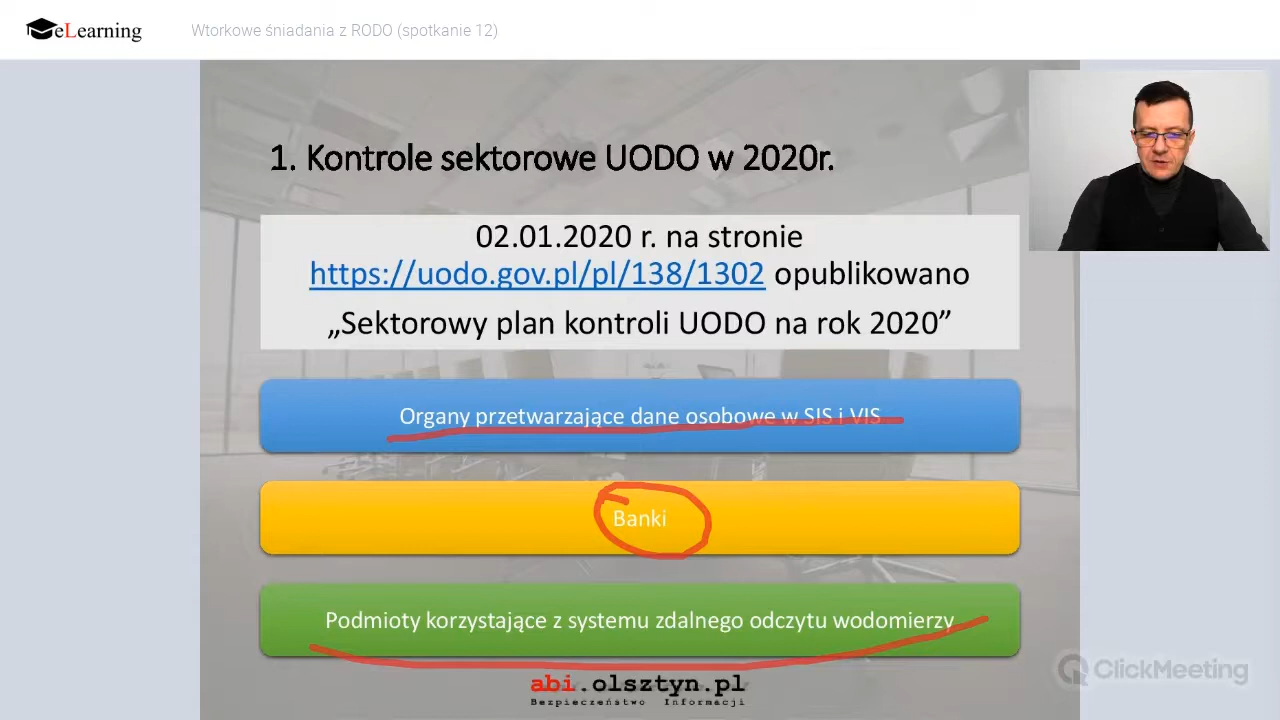 eLearning
Wtorkowe śniadania z RODO (spotkanie 12)
1. Kontrole sektorowe UODO w 2020r.
02.01.2020 r. na stronie
https://uodo.gov.pl/pl/138/1302 opublikowano
„Sektorowy plan kontroli UODO na rok 2020”
Organy przetwarzające dane osobowe w SIS i VIS
Banki
Podmioty korzystające z systemu zdalnego odczytu wodomierzy
abi.olsztyn.pl
Bezpieczeństwo Informacji
ClickMeeting